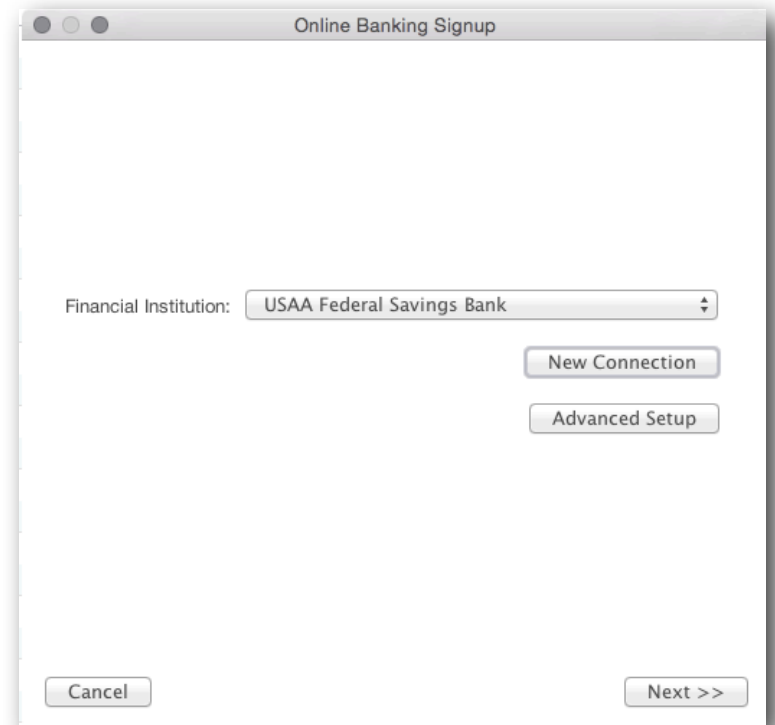 Online Banking Signup
Financial Institution: USAA Federal Savings Bank
New Connection
Advanced Setup
Cancel Next >>